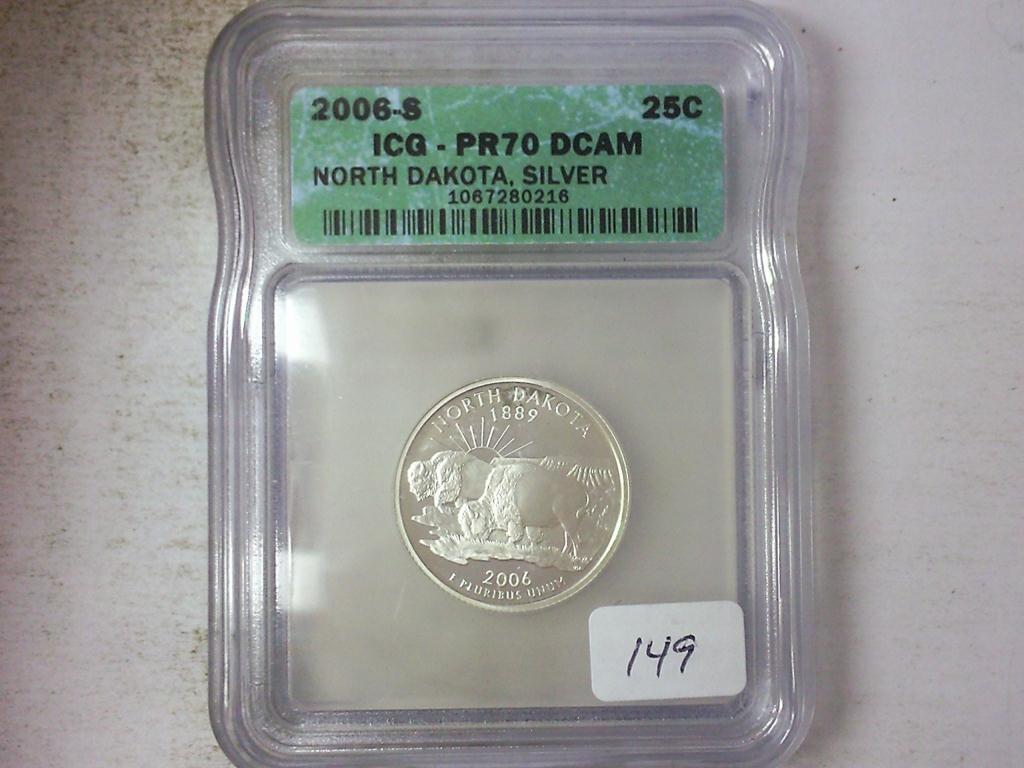 2006-S 25C
ICG - PR70 DCAM
NORTH DAKOTA, SILVER
1067280216
NORTH DAKOTA
1889
2006
E PLURIBUS UNUM
149